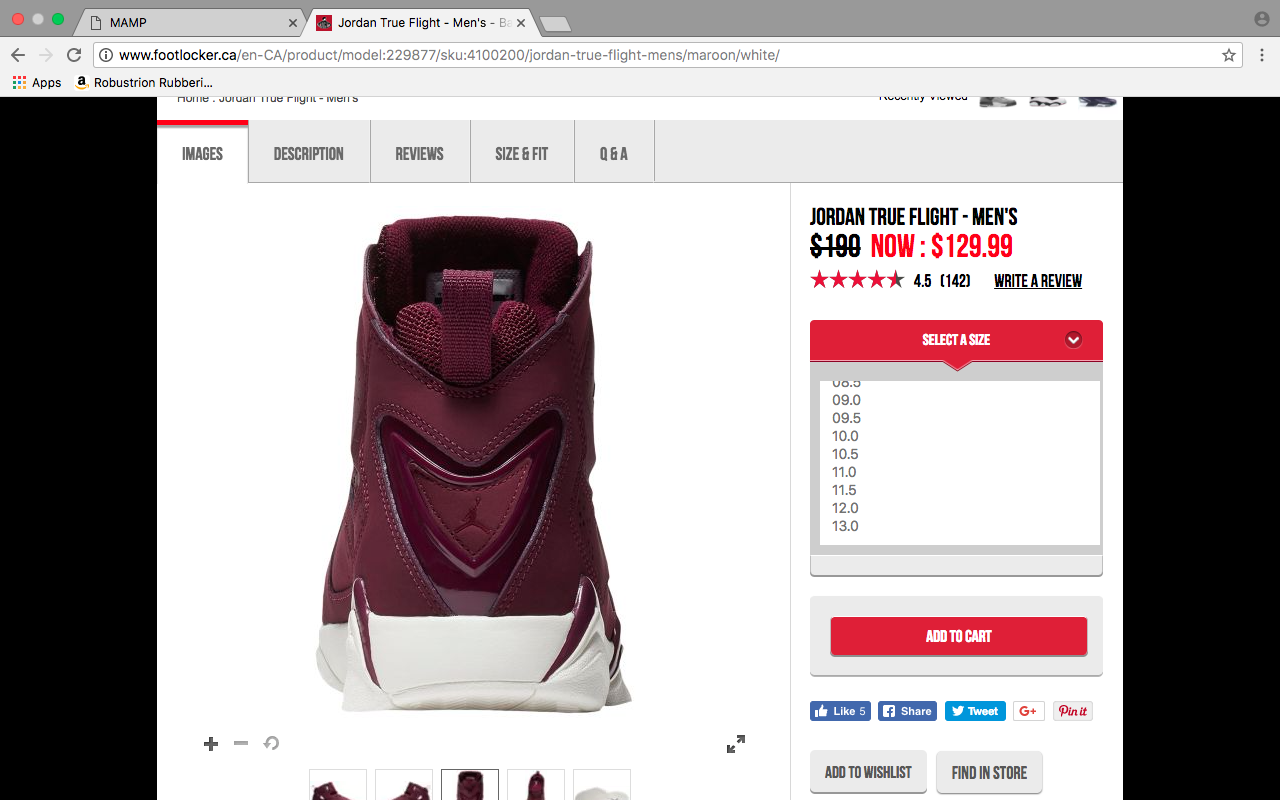 MAMP
Jordan True Flight - Men's - Ba
www.footlocker.ca/en-CA/product/model:229877/sku:4100200/jordan-true-flight-mens/maroon/white/
Apps
Robustrion Rubberi...
Home : Jordan True Flight - Men's
Recently Viewed
IMAGES
DESCRIPTION
REVIEWS
SIZE & FIT
Q & A
JORDAN TRUE FLIGHT - MEN'S
$190 NOW : $129.99
4.5 (142) WRITE A REVIEW
SELECT A SIZE
08.5
09.0
09.5
10.0
10.5
11.0
11.5
12.0
13.0
ADD TO CART
Like 5
Share
Tweet
G+
Pin it
ADD TO WISHLIST
FIND IN STORE